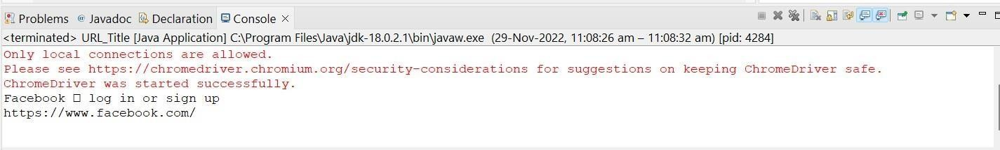 Problems @ Javadoc Declaration Console
<terminated> URL_Title [Java Application] C:\Program Files\Java\jdk-18.0.2.1\bin\javaw.exe (29-Nov-2022, 11:08:26 am – 11:08:32 am) [pid: 4284]
Only local connections are allowed.
Please see https://chromedriver.chromium.org/security-considerations for suggestions on keeping ChromeDriver safe.
ChromeDriver was started successfully.
Facebook □ log in or sign up
https://www.facebook.com/